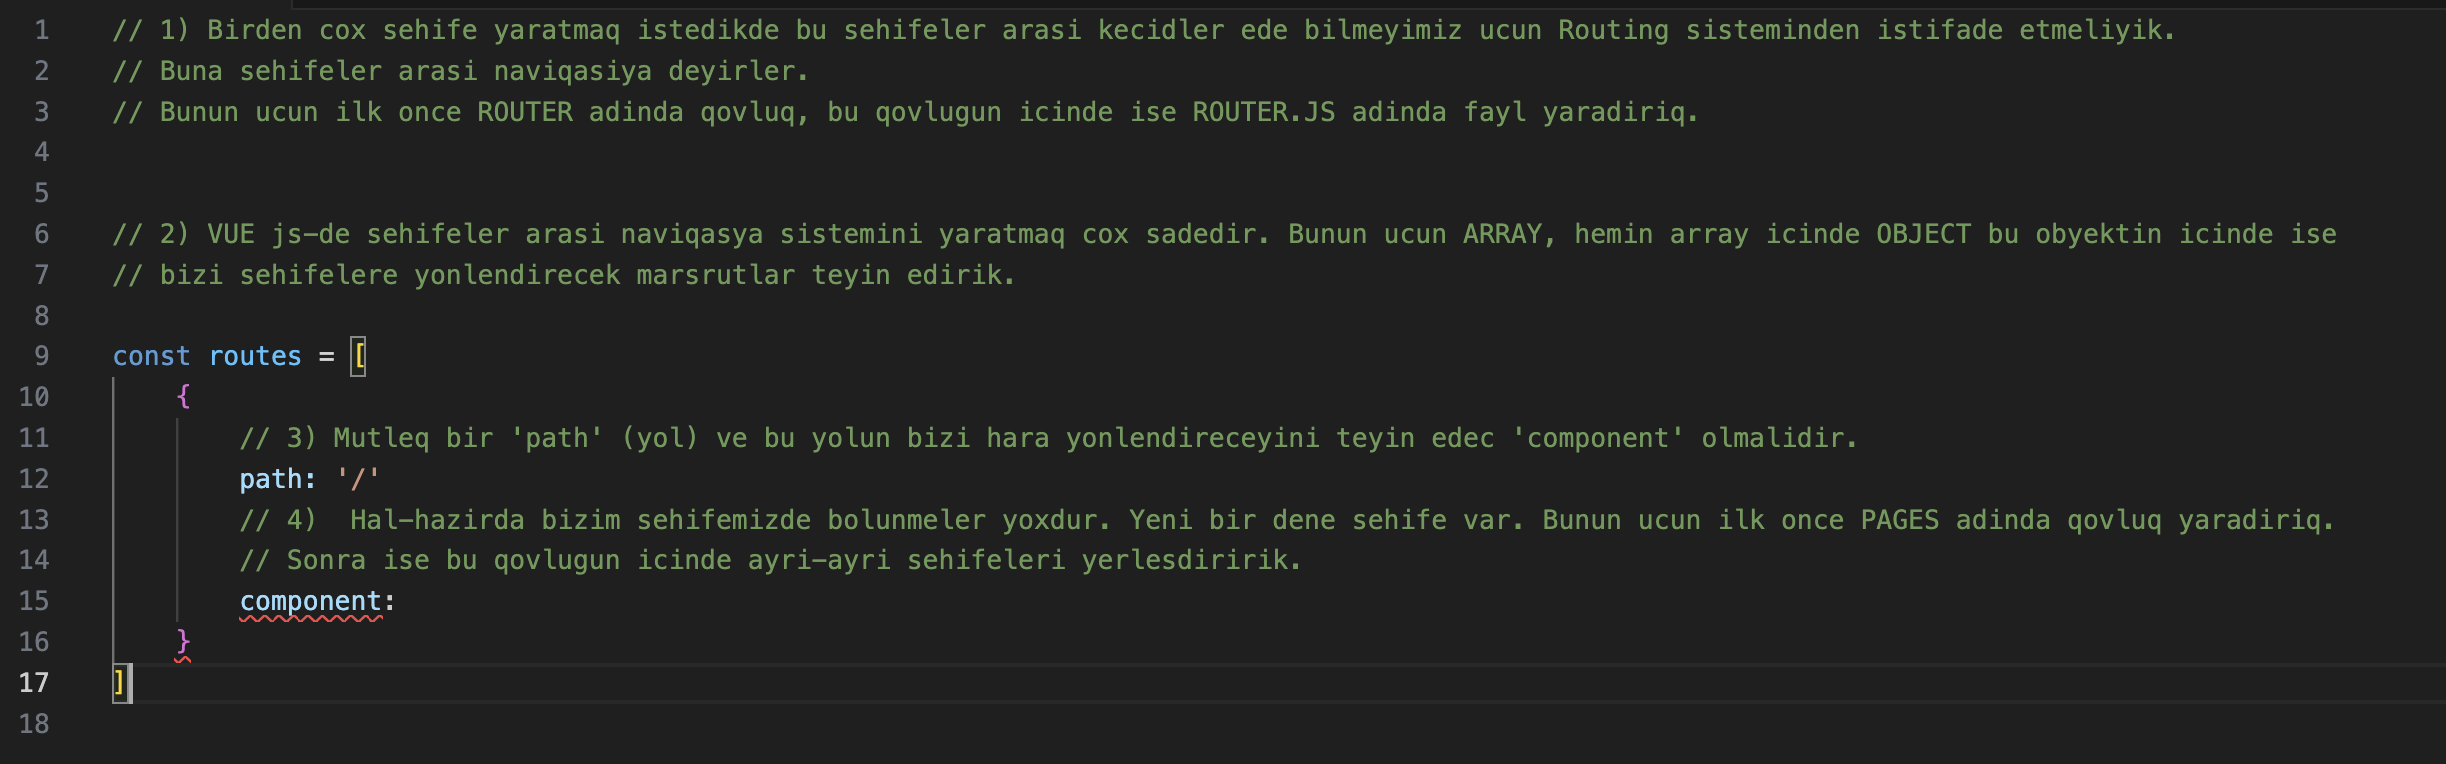 1 // 1) Birden cox sehife yaratmaq istedikde bu sehifeler arasi kecidler ede bilmeyimiz ucun Routing sisteminden istifade etmeliyik.
2 // Buna sehifeler arasi naviqasiya deyirler.
3 // Bunun ucun ilk once ROUTER adinda qovluq, bu qovlugun icinde ise ROUTER.JS adinda fayl yaradiriq.
4
5
6 // 2) VUE js-de sehifeler arasi naviqasya sistemini yaratmaq cox sadedir. Bunun ucun ARRAY, hemin array icinde OBJECT bu obyektin icinde ise
7 // bizi sehifelere yonlendirecek marsrutlar teyin edirik.
8
9 const routes = [
10 {
11 // 3) Mutleq bir 'path' (yol) ve bu yolun bizi hara yonlendireceyini teyin edec 'component' olmalidir.
12 path: '/'
13 // 4)  Hal-hazirda bizim sehifemizde bolunmeler yoxdur. Yeni bir dene sehife var. Bunun ucun ilk once PAGES adinda qovluq yaradiriq.
14 // Sonra ise bu qovlugun icinde ayri-ayri sehifeleri yerlesdiririk.
15 component:
16 }
17 ]
18